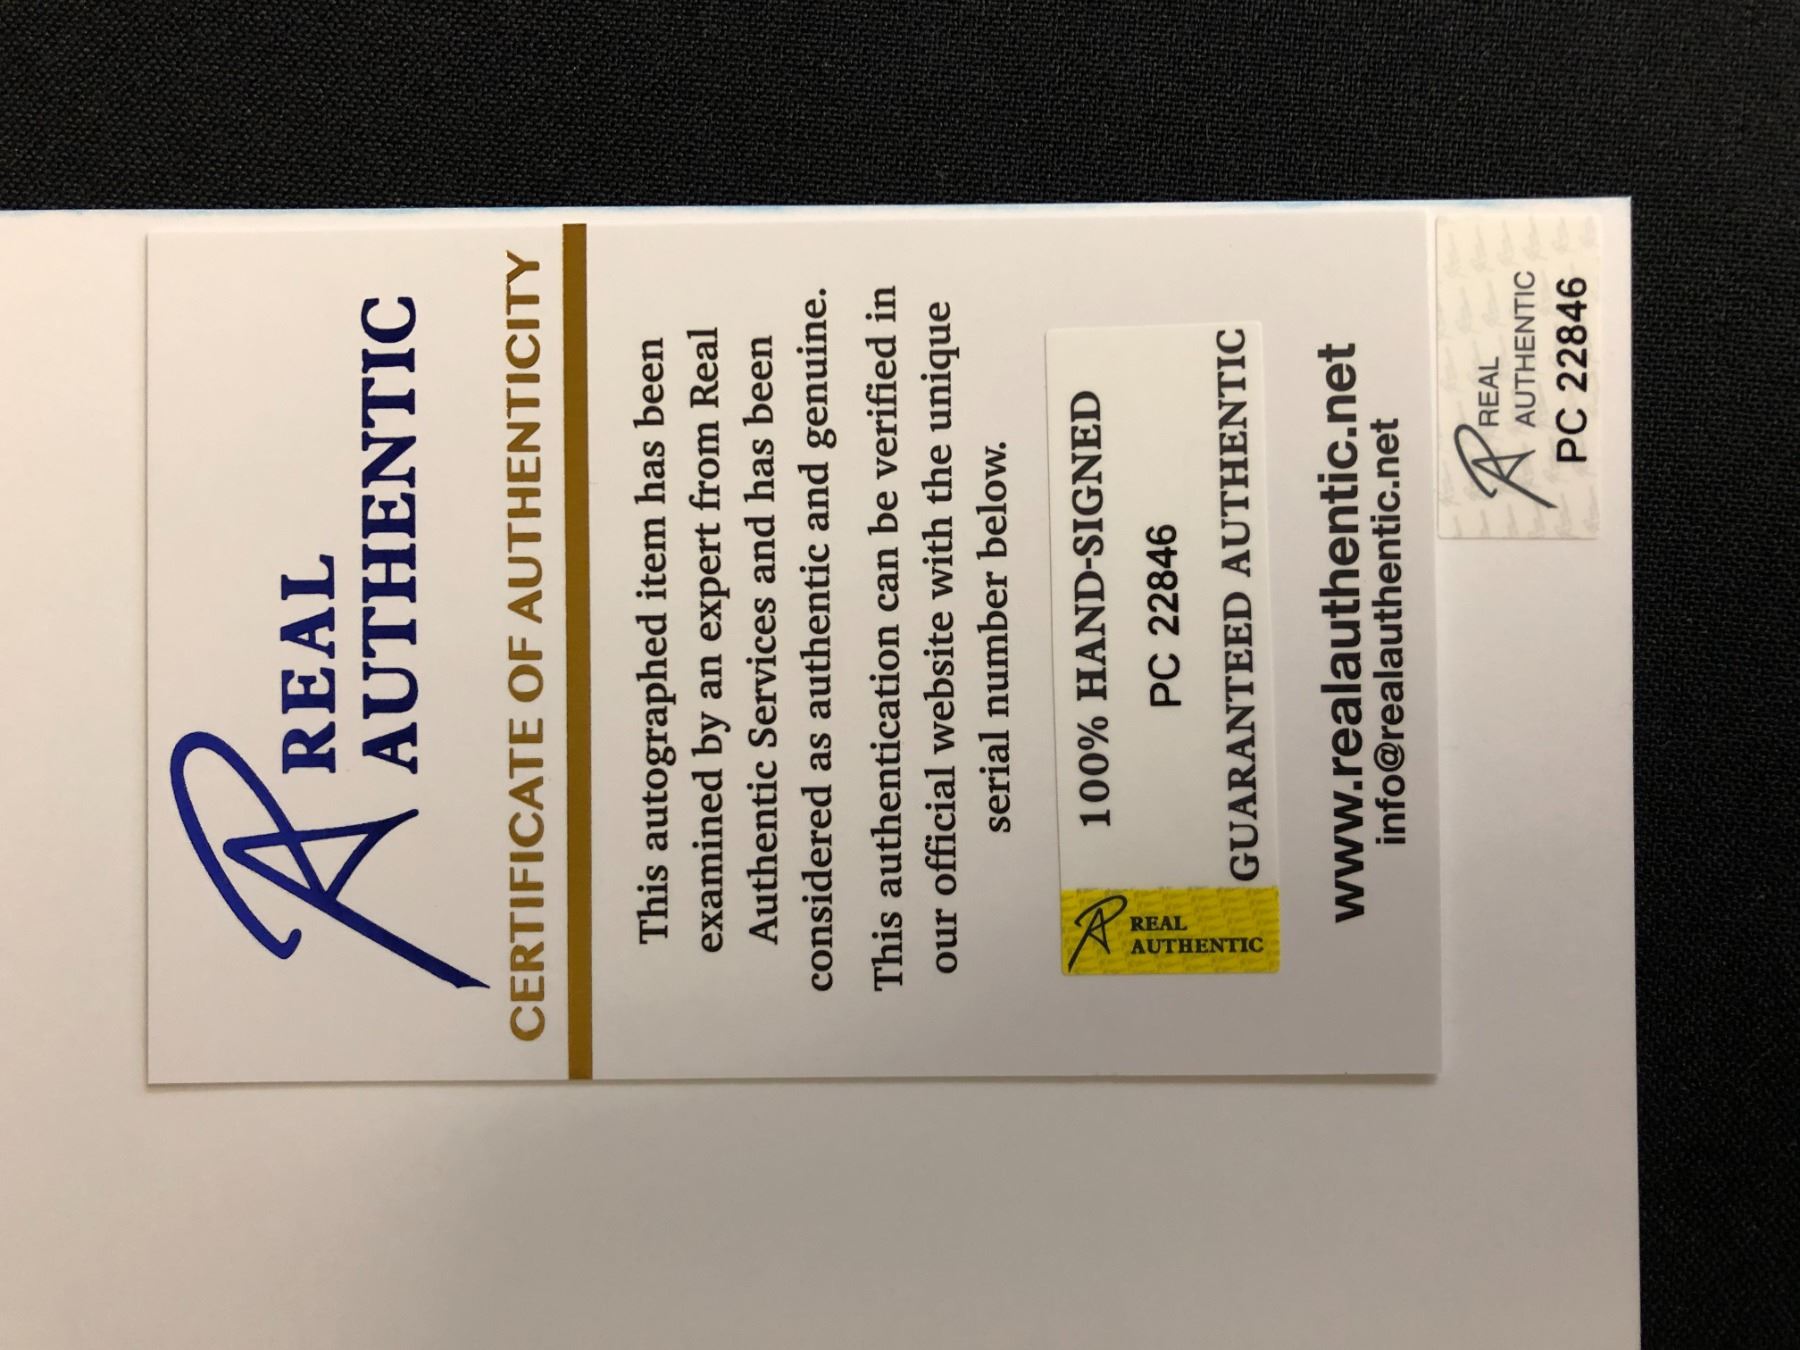 REAL
AUTHENTIC
CERTIFICATE OF AUTHENTICITY
This autographed item has been
examined by an expert from Real
Authentic Services and has been
considered as authentic and genuine.
This authentication can be verified in
our official website with the unique
serial number below.
REAL
AUTHENTIC
100% HAND-SIGNED
PC 22846
GUARANTEED AUTHENTIC
www.realauthentic.net
info@realauthentic.net
REAL
AUTHENTIC
PC 22846